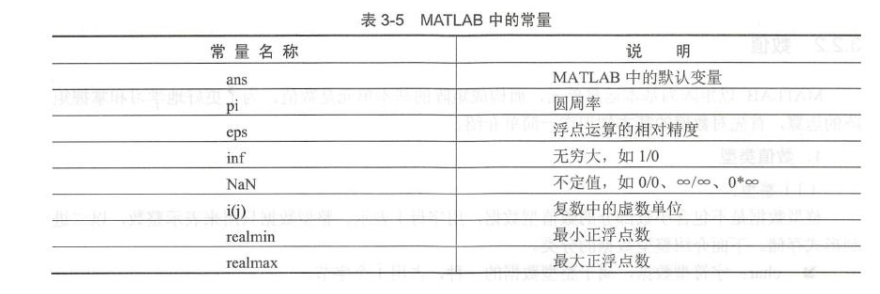 表 3-5 MATLAB 中的常量
常 量 名 称 说 明
ans MATLAB 中的默认变量
pi 圆周率
eps 浮点运算的相对精度
inf 无穷大，如 1/0
NaN 不定值，如 0/0、∞/∞、0*∞
i(j) 复数中的虚数单位
realmin 最小正浮点数
realmax 最大正浮点数